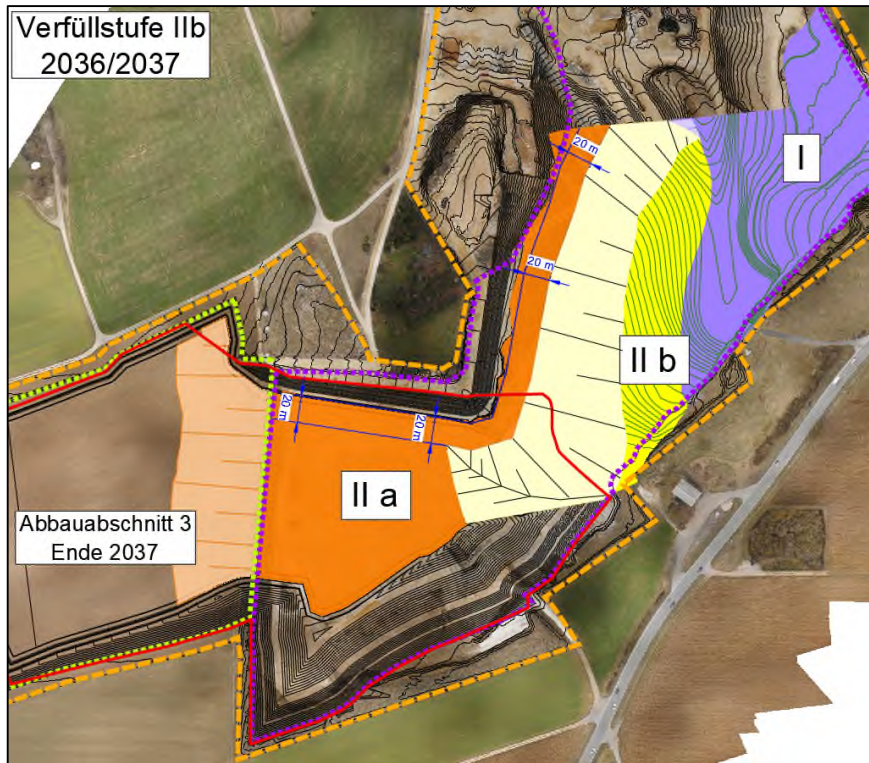 Verfüllstufe IIb
2036/2037
I
20 m
20 m
II b
20 m
20 m
II a
Abbauabschnitt 3
Ende 2037